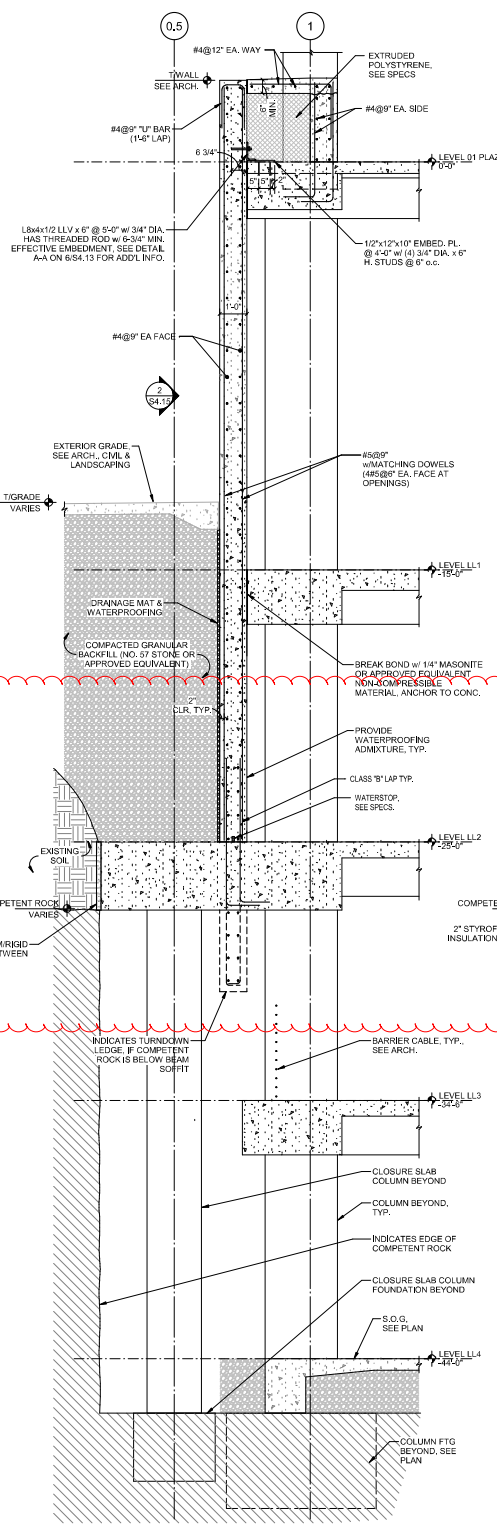 0.5
1
#4@12" EA. WAY
EXTRUDED
POLYSTYRENE,
SEE SPECS
T/WALL
SEE ARCH.
6"
MIN.
#4@9" EA. SIDE
#4@9" "U" BAR
(1'-6" LAP)
6 3/4"
LEVEL 01 PLAZ
0'-0"
5" 5" 2"
L8x4x1/2 LLV x 6" @ 5'-0" w/ 3/4" DIA.
HAS THREADED ROD w/ 6-3/4" MIN.
EFFECTIVE EMBEDMENT, SEE DETAIL
A-A ON 6/S4.13 FOR ADD'L INFO.
1/2"x12"x10" EMBED. PL.
@ 4'-0" w/ (4) 3/4" DIA. x 6"
H. STUDS @ 6" o.c.
1'-0"
#4@9" EA FACE
2
S4.15
EXTERIOR GRADE,
SEE ARCH., CIVIL &
LANDSCAPING
#5@9"
w/MATCHING DOWELS
(4#5@6" EA. FACE AT
OPENINGS)
T/GRADE
VARIES
LEVEL LL1
-15'-0"
DRAINAGE MAT &
WATERPROOFING
COMPACTED GRANULAR
BACKFILL (NO. 57 STONE OR
APPROVED EQUIVALENT)
BREAK BOND w/ 1/4" MASONITE
OR APPROVED EQUIVALENT
NON-COMPRESSIBLE
MATERIAL, ANCHOR TO CONC.
2"
CLR. TYP.
PROVIDE
WATERPROOFING
ADMIXTURE, TYP.
CLASS "B" LAP TYP.
WATERSTOP,
SEE SPECS.
LEVEL LL2
-25'-0"
EXISTING
SOIL
PETENT ROCK
VARIES
COMPETE
M/RIGID
TWEEN
2" STYROF
INSULATION
INDICATES TURNDOWN
LEDGE, IF COMPETENT
ROCK IS BELOW BEAM
SOFFIT
BARRIER CABLE, TYP.,
SEE ARCH.
LEVEL LL3
-34'-6"
CLOSURE SLAB
COLUMN BEYOND
COLUMN BEYOND,
TYP.
INDICATES EDGE OF
COMPETENT ROCK
CLOSURE SLAB COLUMN
FOUNDATION BEYOND
S.O.G,
SEE PLAN
LEVEL LL4
-44'-0"
COLUMN FTG
BEYOND, SEE
PLAN